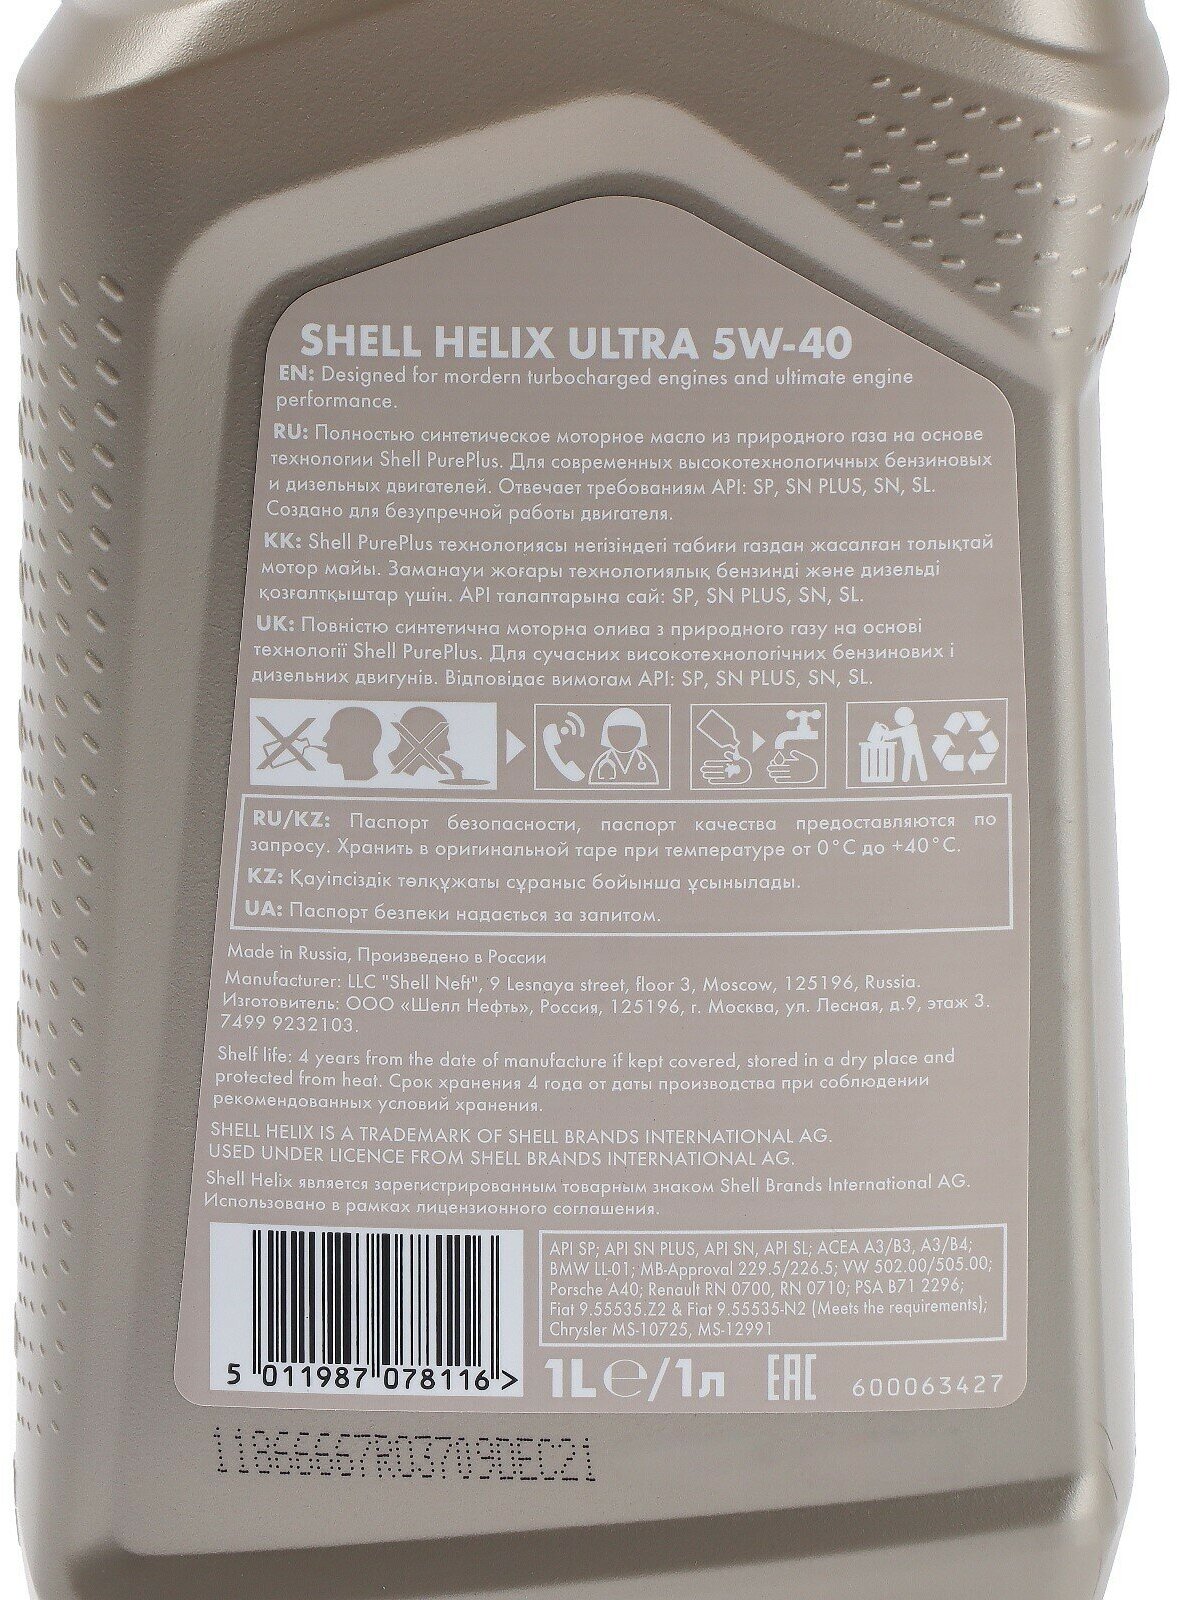 SHELL HELIX ULTRA 5W-40
EN: Designed for mordern turbocharged engines and ultimate engine
performance.
RU: Полностью синтетическое моторное масло из природного газа на основе
технологии Shell PurePlus. Для современных высокотехнологичных бензиновых
и дизельных двигателей. Отвечает требованиям API: SP, SN PLUS, SN, SL.
Создано для безупречной работы двигателя.
KK: Shell PurePlus технологиясы негізіндегі табиғи газдан жасалған толықтай
мотор майы. Заманауи жоғары технологиялық бензинді және дизельді
қозғалтқыштар үшін. API талаптарына сай: SP, SN PLUS, SN, SL.
UK: Повністю синтетична моторна олива з природного газу на основі
технології Shell PurePlus. Для сучасних високотехнологічних бензинових і
дизельних двигунів. Відповідає вимогам API: SP, SN PLUS, SN, SL.
RU/KZ: Паспорт безопасности, паспорт качества предоставляются по
запросу. Хранить в оригинальной таре при температуре от 0°C до +40°C.
KZ: Қауіпсіздік төлқұжаты сұраныс бойынша ұсынылады.
UA: Паспорт безпеки надається за запитом.
Made in Russia, Произведено в России
Manufacturer: LLC "Shell Neft", 9 Lesnaya street, floor 3, Moscow, 125196, Russia.
Изготовитель: ООО «Шелл Нефть», Россия, 125196, г. Москва, ул. Лесная, д.9, этаж 3.
7499 9232103.
Shelf life: 4 years from the date of manufacture if kept covered, stored in a dry place and
protected from heat. Срок хранения 4 года от даты производства при соблюдении
рекомендованных условий хранения.
SHELL HELIX IS A TRADEMARK OF SHELL BRANDS INTERNATIONAL AG.
USED UNDER LICENCE FROM SHELL BRANDS INTERNATIONAL AG.
Shell Helix является зарегистрированным товарным знаком Shell Brands International AG.
Использовано в рамках лицензионного соглашения.
API SP; API SN PLUS, API SN, API SL; ACEA A3/B3, A3/B4;
BMW LL-01; MB-Approval 229.5/226.5; VW 502.00/505.00;
Porsche A40; Renault RN 0700, RN 0710; PSA B71 2296;
Fiat 9.55535.Z2 & Fiat 9.55535-N2 (Meets the requirements);
Chrysler MS-10725, MS-12991
5 011987 078116 >
1L℮/1л EAC 600063427
11866667R03709DEC21